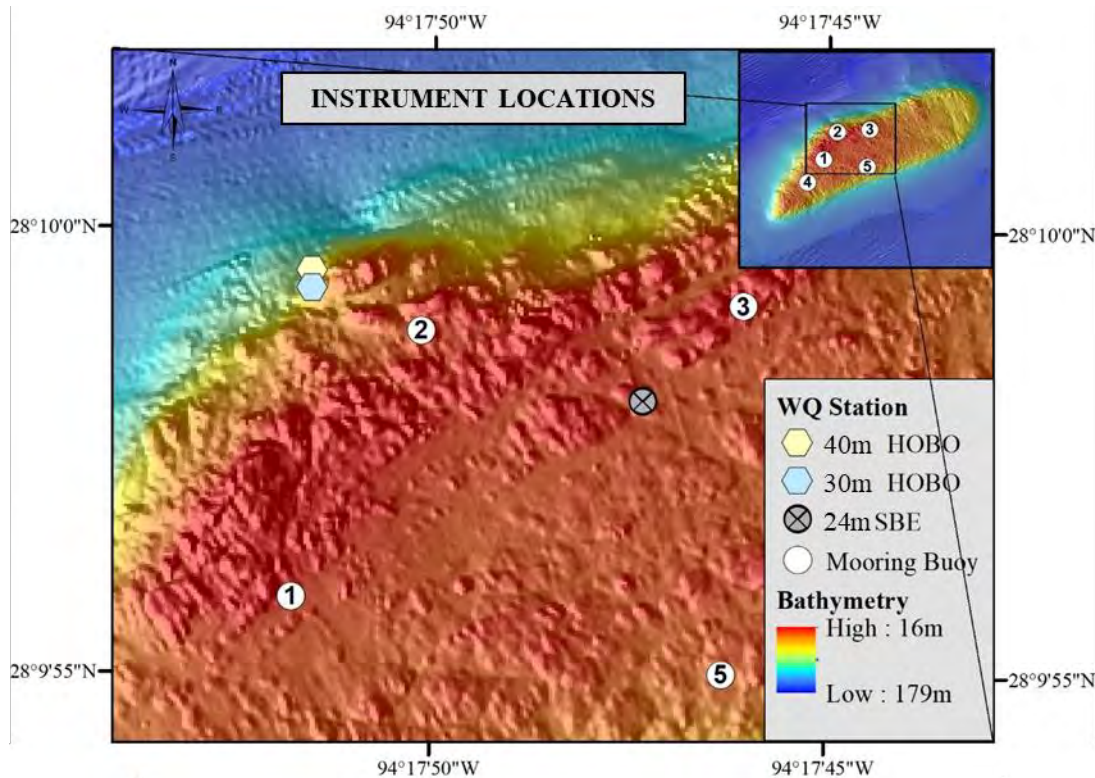 94°17'50"W
94°17'45"W
INSTRUMENT LOCATIONS
N
W
E
S
2
3
1
5
4
28°10'0"N
28°10'0"N
2
3
1
5
WQ Station
40m HOBO
30m HOBO
24m SBE
Mooring Buoy
Bathymetry
High : 16m
Low : 179m
28°9'55"N
28°9'55"N
94°17'50"W
94°17'45"W